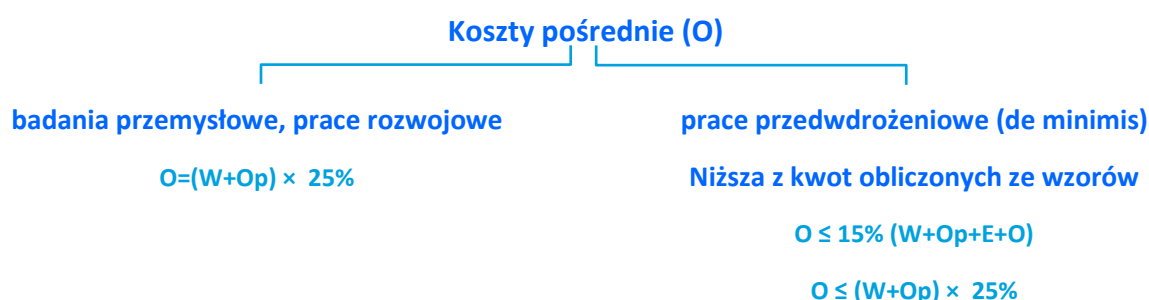 Koszty pośrednie (O)
badania przemysłowe, prace rozwojowe
O=(W+Op) × 25%
prace przedwdrożeniowe (de minimis)
Niższa z kwot obliczonych ze wzorów
O ≤ 15% (W+Op+E+O)
O ≤ (W+Op) × 25%